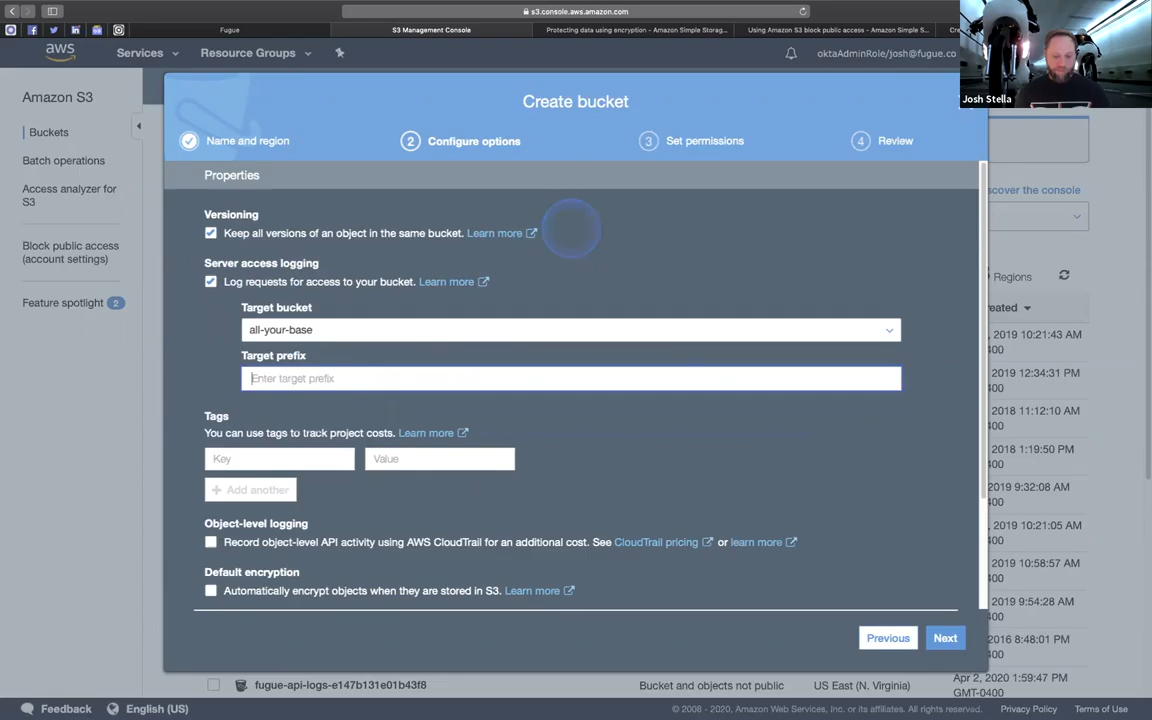 s3.console.aws.amazon.com
Fugue
S3 Management Console
Protecting data using encryption - Amazon Simple Storag...
Using Amazon S3 block public access - Amazon Simple S...
aws
Services
Resource Groups
oktaAdminRole/josh@fugue.co
Josh Stella
Amazon S3
Buckets
Batch operations
Access analyzer for
S3
Block public access
(account settings)
Feature spotlight 2
Create bucket
Name and region
2 Configure options
3 Set permissions
4 Review
Properties
Versioning
Keep all versions of an object in the same bucket. Learn more
Server access logging
Log requests for access to your bucket. Learn more
Target bucket
all-your-base
Target prefix
Enter target prefix
Tags
You can use tags to track project costs. Learn more
Key
Value
+ Add another
Object-level logging
Record object-level API activity using AWS CloudTrail for an additional cost. See CloudTrail pricing or learn more
Default encryption
Automatically encrypt objects when they are stored in S3. Learn more
Previous
Next
scover the console
Regions
eated
, 2019 10:21:43 AM
400
, 2019 12:34:31 PM
400
2018 11:12:10 AM
400
2018 1:19:50 PM
400
2019 9:32:08 AM
400
, 2019 10:21:05 AM
400
2019 10:58:57 AM
400
2019 9:54:28 AM
400
2016 8:48:01 PM
400
fugue-api-logs-e147b131e01b43f8
Bucket and objects not public
US East (N. Virginia)
Apr 2, 2020 1:59:47 PM
GMT-0400
Feedback
English (US)
© 2008 - 2020, Amazon Web Services, Inc. or its affiliates. All rights reserved.
Privacy Policy
Terms of Use